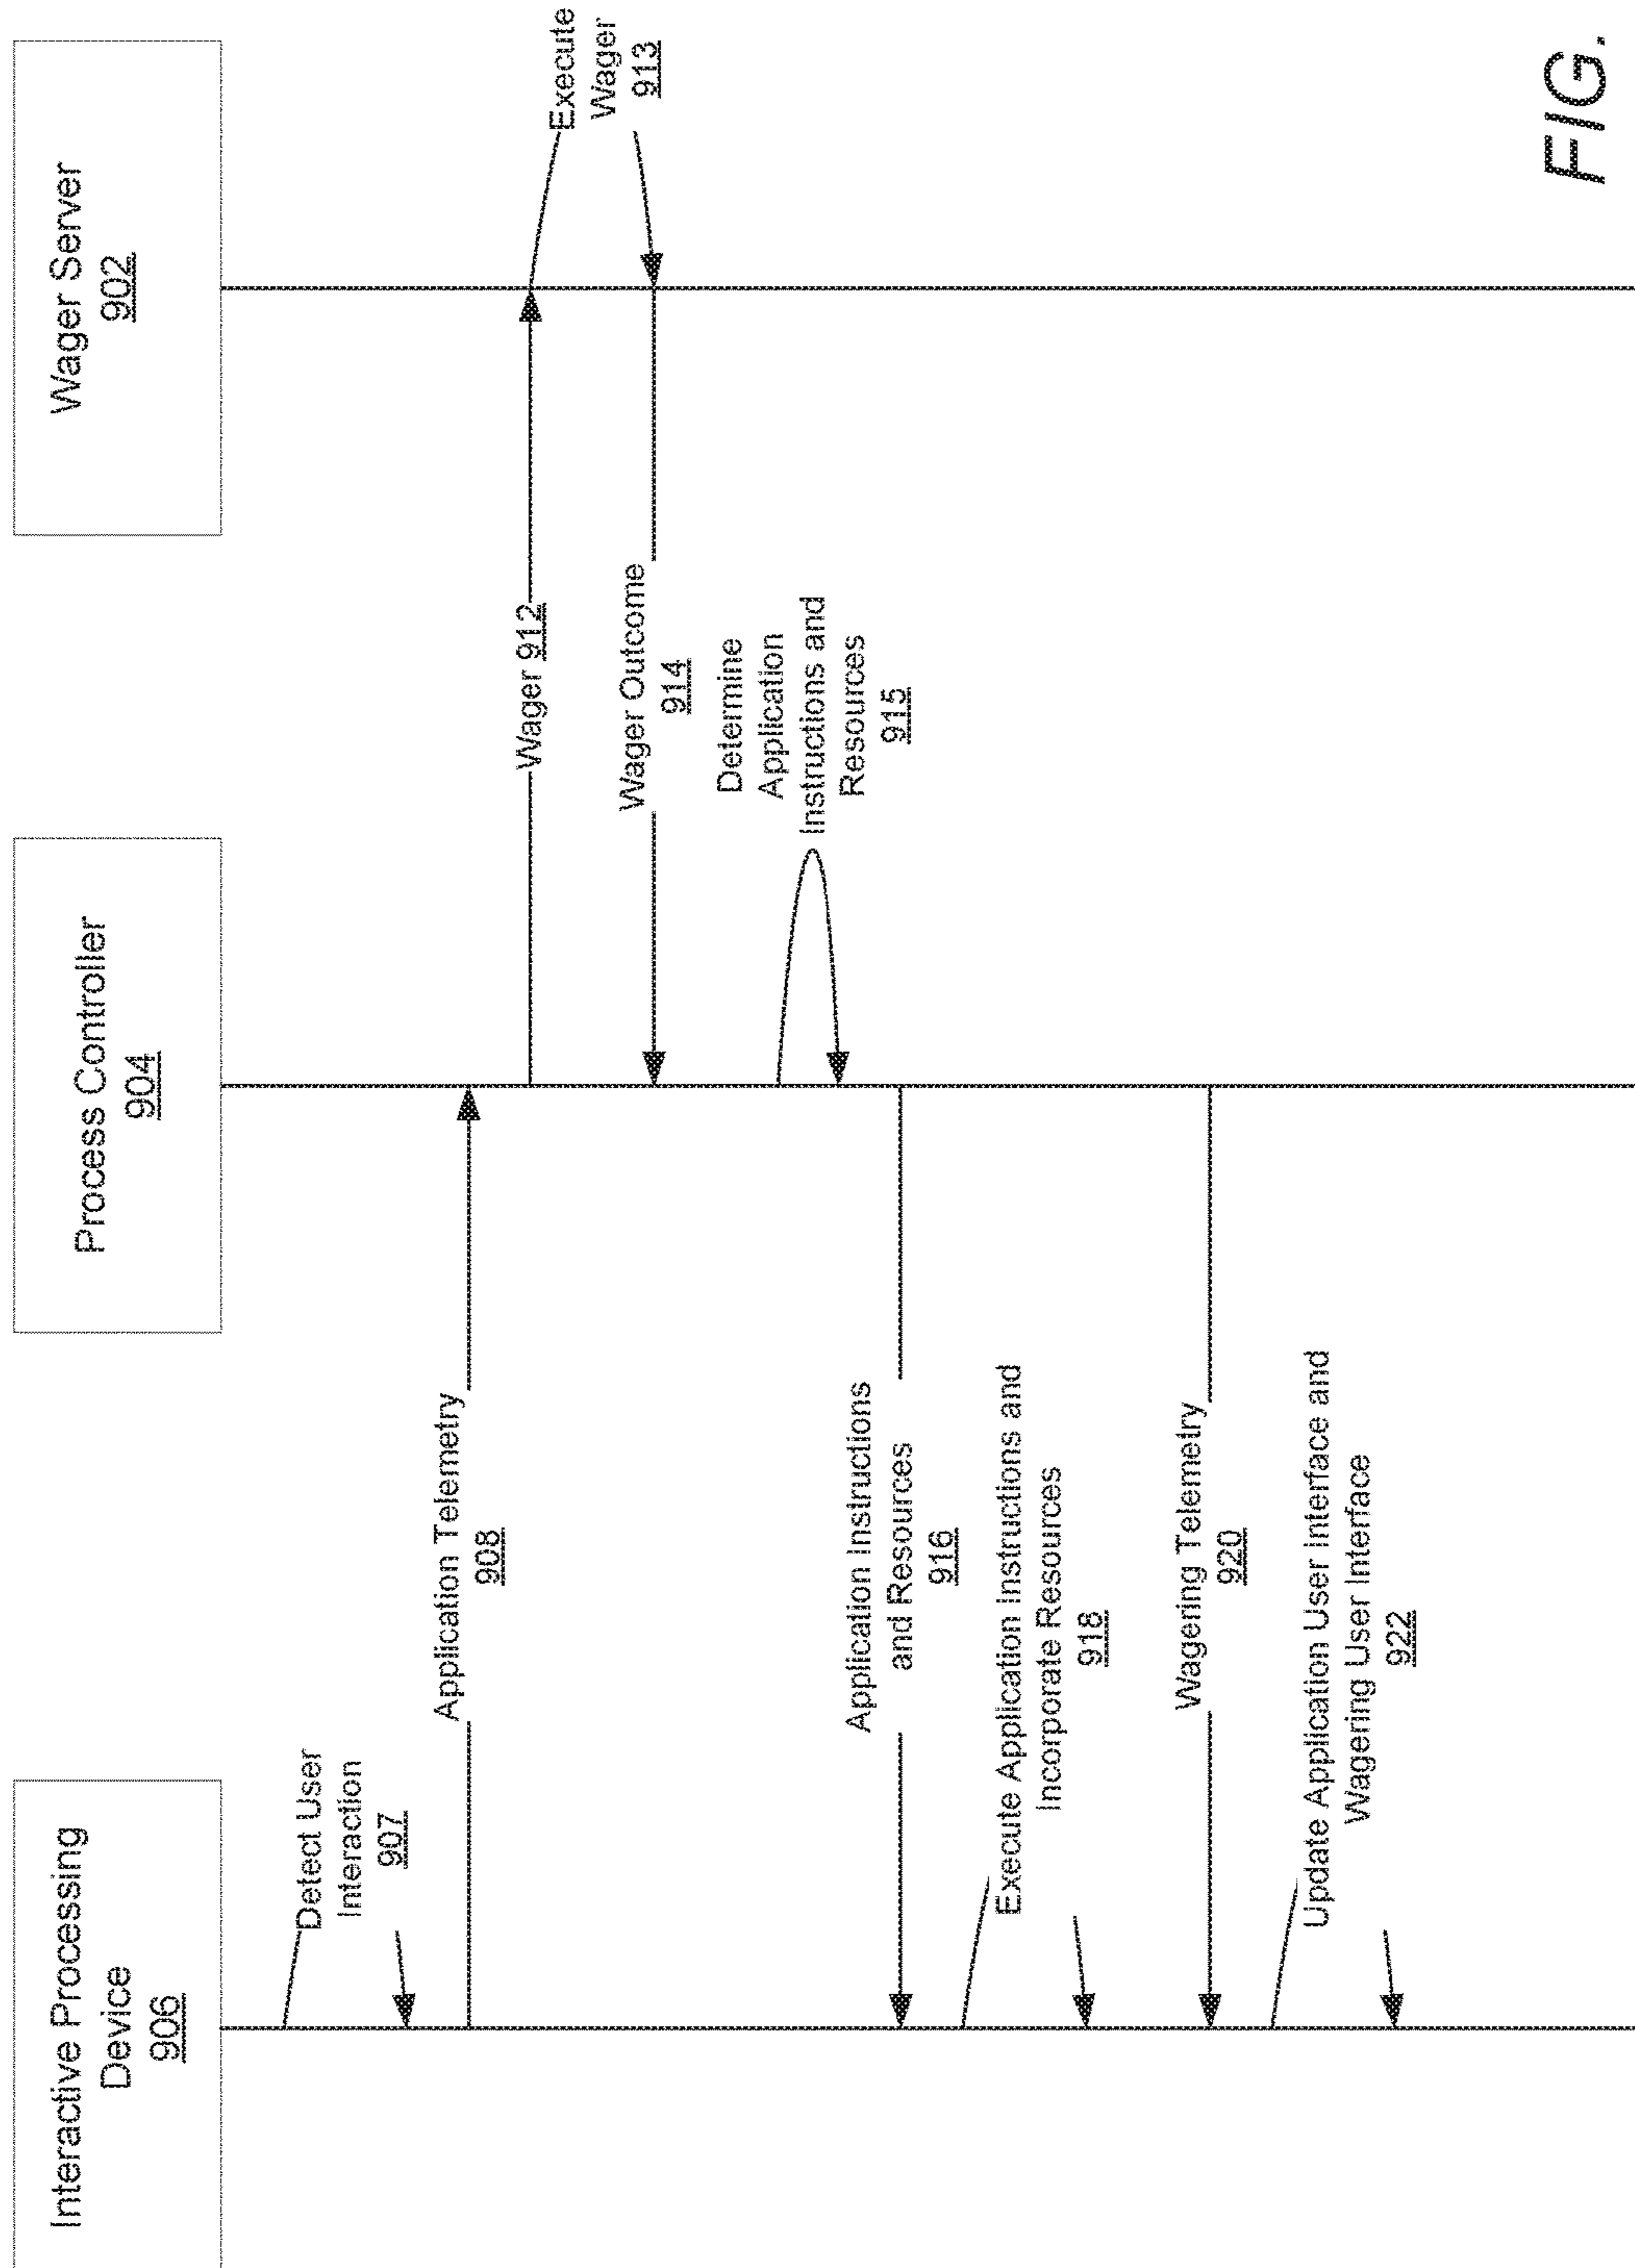 Interactive Processing
Device
906
Process Controller
904
Wager Server
902
Detect User
Interaction
907
Application Telemetry
908
Wager 912
Execute
Wager
913
Wager Outcome
914
Determine
Application
Instructions and
Resources
915
Application Instructions
and Resources
916
Execute Application Instructions and
Incorporate Resources
918
Wagering Telemetry
920
Update Application User Interface and
Wagering User Interface
922
FIG.